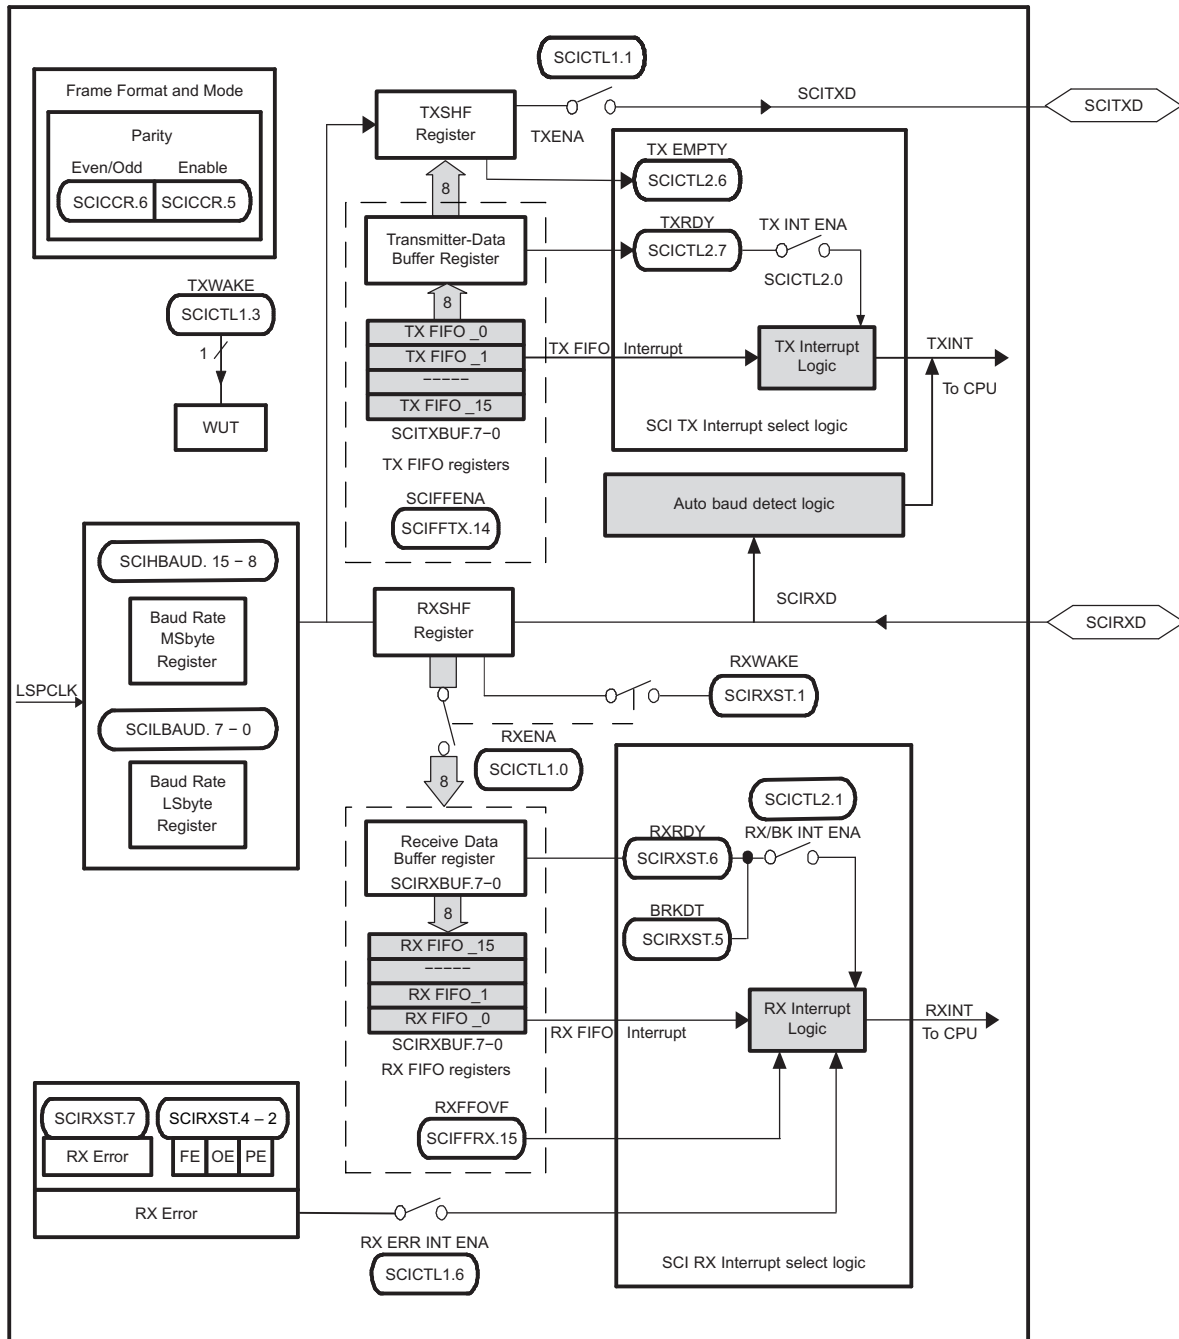 SCICTL1.1
Frame Format and Mode
Parity
Even/Odd Enable
SCICCR.6 SCICCR.5
TXSHF
Register
TXENA
SCITXD
SCITXD
TX EMPTY
SCICTL2.6
8
Transmitter-Data
Buffer Register
TXRDY
SCICTL2.7
TX INT ENA
SCICTL2.0
TXWAKE
SCICTL1.3
1
WUT
8
TX FIFO _0
TX FIFO _1
-----
TX FIFO _15
SCITXBUF.7−0
TX FIFO registers
SCIFFENA
SCIFFTX.14
TX FIFO Interrupt
TX Interrupt
Logic
TXINT
To CPU
SCI TX Interrupt select logic
Auto baud detect logic
SCIHBAUD. 15 − 8
Baud Rate
MSbyte
Register
LSPCLK
SCILBAUD. 7 − 0
Baud Rate
LSbyte
Register
RXSHF
Register
SCIRXD
SCIRXD
RXWAKE
SCIRXST.1
RXENA
SCICTL1.0
8
Receive Data
Buffer register
SCIRXBUF.7−0
8
RX FIFO _15
-----
RX FIFO_1
RX FIFO _0
SCIRXBUF.7−0
RX FIFO registers
SCICTL2.1
RXRDY
SCIRXST.6
RX/BK INT ENA
BRKDT
SCIRXST.5
RX FIFO Interrupt
RX Interrupt
Logic
RXINT
To CPU
RXFFOVF
SCIFFRX.15
SCIRXST.7
SCIRXST.4 – 2
RX Error
FE OE PE
RX Error
RX ERR INT ENA
SCICTL1.6
SCI RX Interrupt select logic